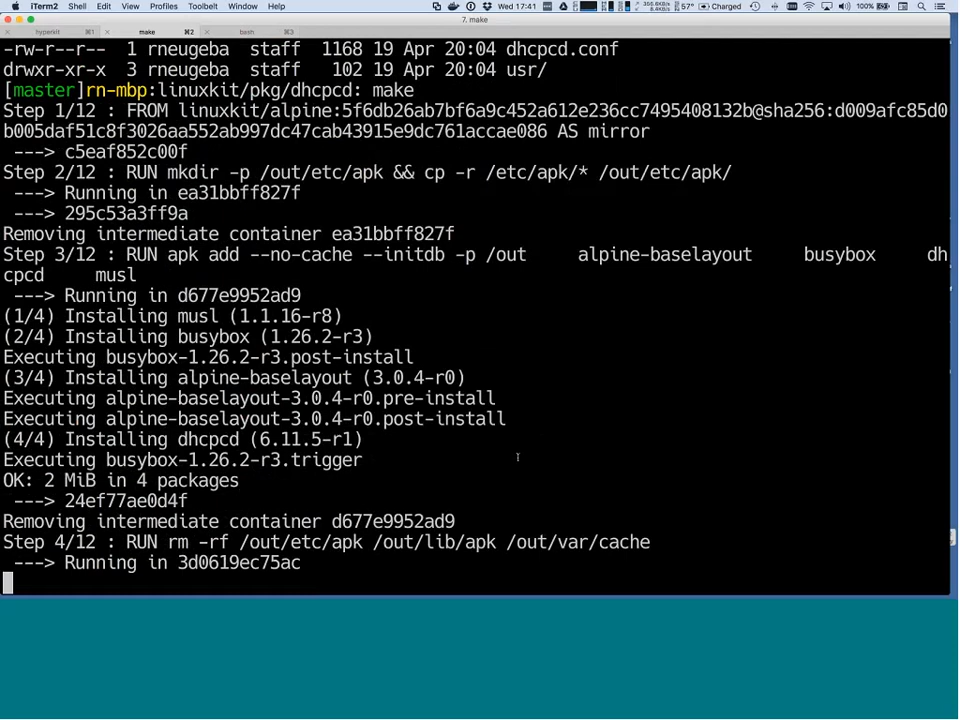 iTerm2 Shell Edit View Profiles Toolbelt Window Help Wed 17:41 57° Charged 100%
7. make
hyperkit ⌘1 make ⌘2 bash ⌘3
-rw-r--r-- 1 rneugeba staff 1168 19 Apr 20:04 dhcpcd.conf
drwxr-xr-x 3 rneugeba staff 102 19 Apr 20:04 usr/
[master]rn-mbp:linuxkit/pkg/dhcpcd: make
Step 1/12 : FROM linuxkit/alpine:5f6db26ab7bf6a9c452a612e236cc7495408132b@sha256:d009afc85d0
b005daf51c8f3026aa552ab997dc47cab43915e9dc761accae086 AS mirror
---> c5eaf852c00f
Step 2/12 : RUN mkdir -p /out/etc/apk && cp -r /etc/apk/* /out/etc/apk/
---> Running in ea31bbff827f
---> 295c53a3ff9a
Removing intermediate container ea31bbff827f
Step 3/12 : RUN apk add --no-cache --initdb -p /out alpine-baselayout busybox dh
cpcd musl
---> Running in d677e9952ad9
(1/4) Installing musl (1.1.16-r8)
(2/4) Installing busybox (1.26.2-r3)
Executing busybox-1.26.2-r3.post-install
(3/4) Installing alpine-baselayout (3.0.4-r0)
Executing alpine-baselayout-3.0.4-r0.pre-install
Executing alpine-baselayout-3.0.4-r0.post-install
(4/4) Installing dhcpcd (6.11.5-r1)
Executing busybox-1.26.2-r3.trigger
OK: 2 MiB in 4 packages
---> 24ef77ae0d4f
Removing intermediate container d677e9952ad9
Step 4/12 : RUN rm -rf /out/etc/apk /out/lib/apk /out/var/cache
---> Running in 3d0619ec75ac